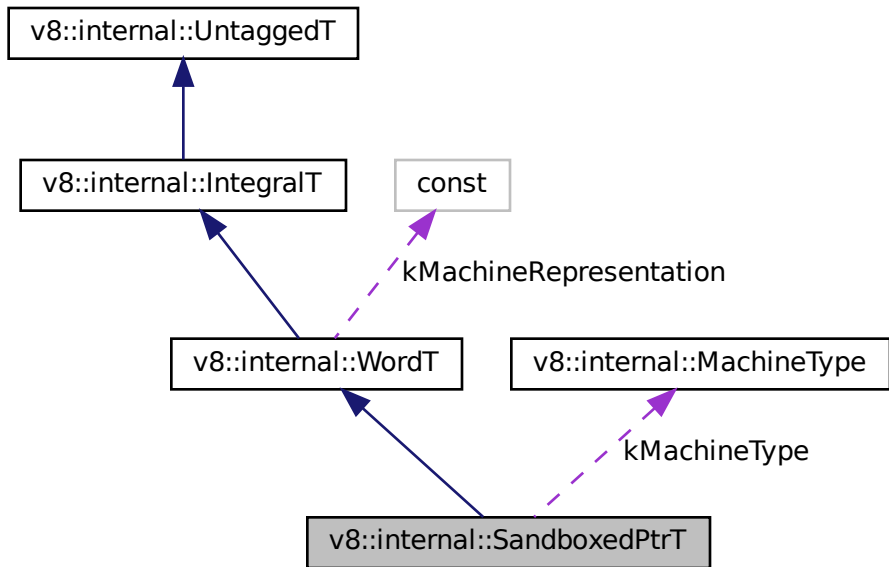 v8::internal::UntaggedT
v8::internal::IntegralT
const
kMachineRepresentation
v8::internal::WordT
v8::internal::MachineType
kMachineType
v8::internal::SandboxedPtrT